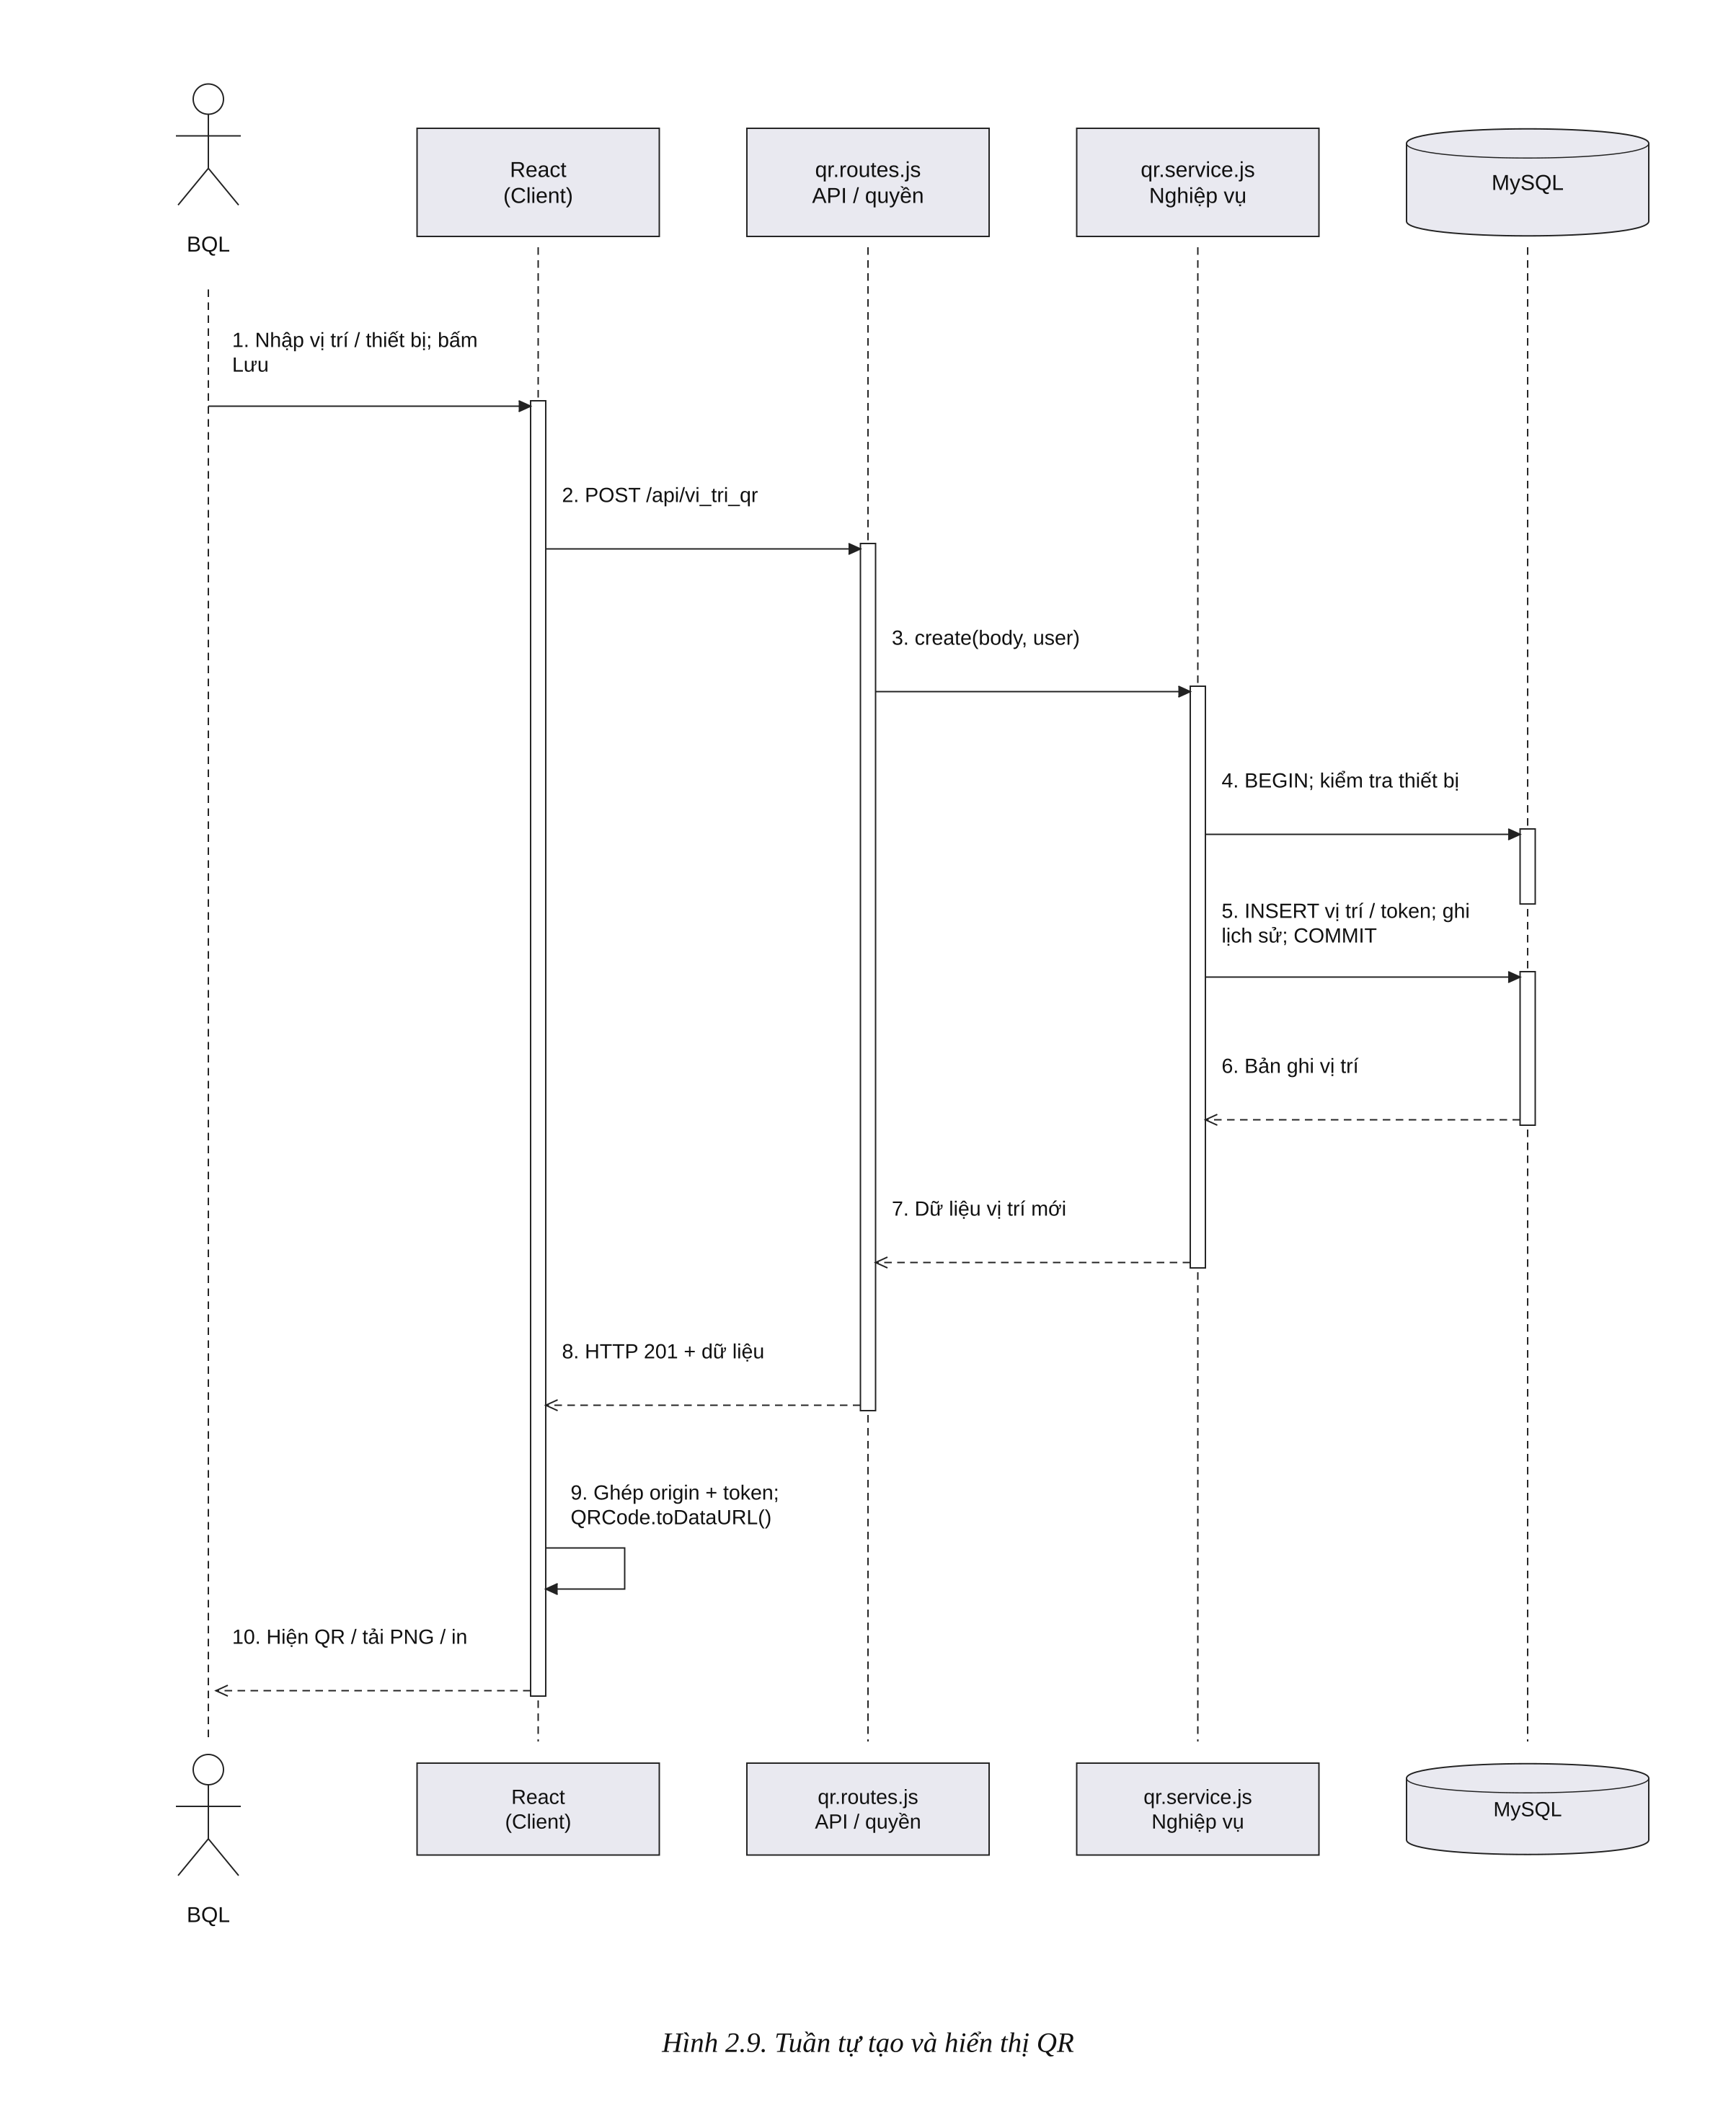 BQL
React
(Client)
qr.routes.js
API / quyền
qr.service.js
Nghiệp vụ
MySQL
1. Nhập vị trí / thiết bị; bấm
Lưu
2. POST /api/vi_tri_qr
3. create(body, user)
4. BEGIN; kiểm tra thiết bị
5. INSERT vị trí / token; ghi
lịch sử; COMMIT
6. Bản ghi vị trí
7. Dữ liệu vị trí mới
8. HTTP 201 + dữ liệu
9. Ghép origin + token;
QRCode.toDataURL()
10. Hiện QR / tải PNG / in
BQL
React
(Client)
qr.routes.js
API / quyền
qr.service.js
Nghiệp vụ
MySQL
Hình 2.9. Tuần tự tạo và hiển thị QR